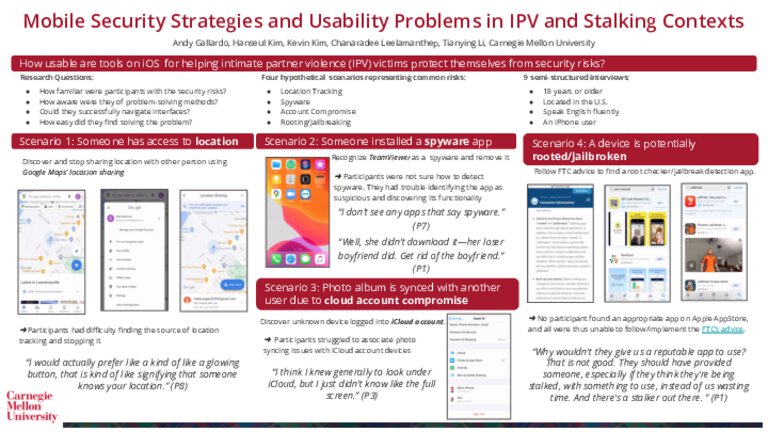 Mobile Security Strategies and Usability Problems in IPV and Stalking Contexts
Andy Gallardo, Hanseul Kim, Kevin Kim, Chanaradee Leelamanthep, Tianying Li, Carnegie Mellon University
How usable are tools on iOS for helping intimate partner violence (IPV) victims protect themselves from security risks?
Research Questions:
● How familiar were participants with the security risks?
● How aware were they of problem-solving methods?
● Could they successfully navigate interfaces?
● How easy did they find solving the problem?
Four hypothetical scenarios representing common risks:
● Location Tracking
● Spyware
● Account Compromise
● Rooting/Jailbreaking
9 semi-structured interviews:
● 18 years or older
● Located in the U.S.
● Speak English fluently
● An iPhone user
Scenario 1: Someone has access to location
Discover and stop sharing location with other person using
Google Maps' location sharing
➔Participants had difficulty finding the source of location
tracking and stopping it
"I would actually prefer like a kind of like a glowing
button, that is kind of like signifying that someone
knows your location." (P8)
Scenario 2: Someone installed a spyware app
Recognize TeamViewer as a spyware and remove it
➔ Participants were not sure how to detect
spyware. They had trouble identifying the app as
suspicious and discovering its functionality
"I don't see any apps that say spyware."
(P7)
"Well, she didn't download it—her loser
boyfriend did. Get rid of the boyfriend."
(P1)
Scenario 3: Photo album is synced with another
user due to cloud account compromise
Discover unknown device logged into iCloud account.
➔ Participants struggled to associate photo
syncing issues with iCloud account devices
"I think I knew generally to look under
iCloud, but I just didn't know like the full
screen." (P3)
Scenario 4: A device is potentially
rooted/Jailbroken
Follow FTC advice to find a root checker/jailbreak detection app.
➔ No participant found an appropriate app on Apple AppStore,
and all were thus unable to follow/implement the FTC's advice.
"Why wouldn't they give us a reputable app to use?
That is not good. They should have provided
someone, especially if they think they're being
stalked, with something to use, instead of us wasting
time. And there's a stalker out there. " (P1)
Carnegie
Mellon
University